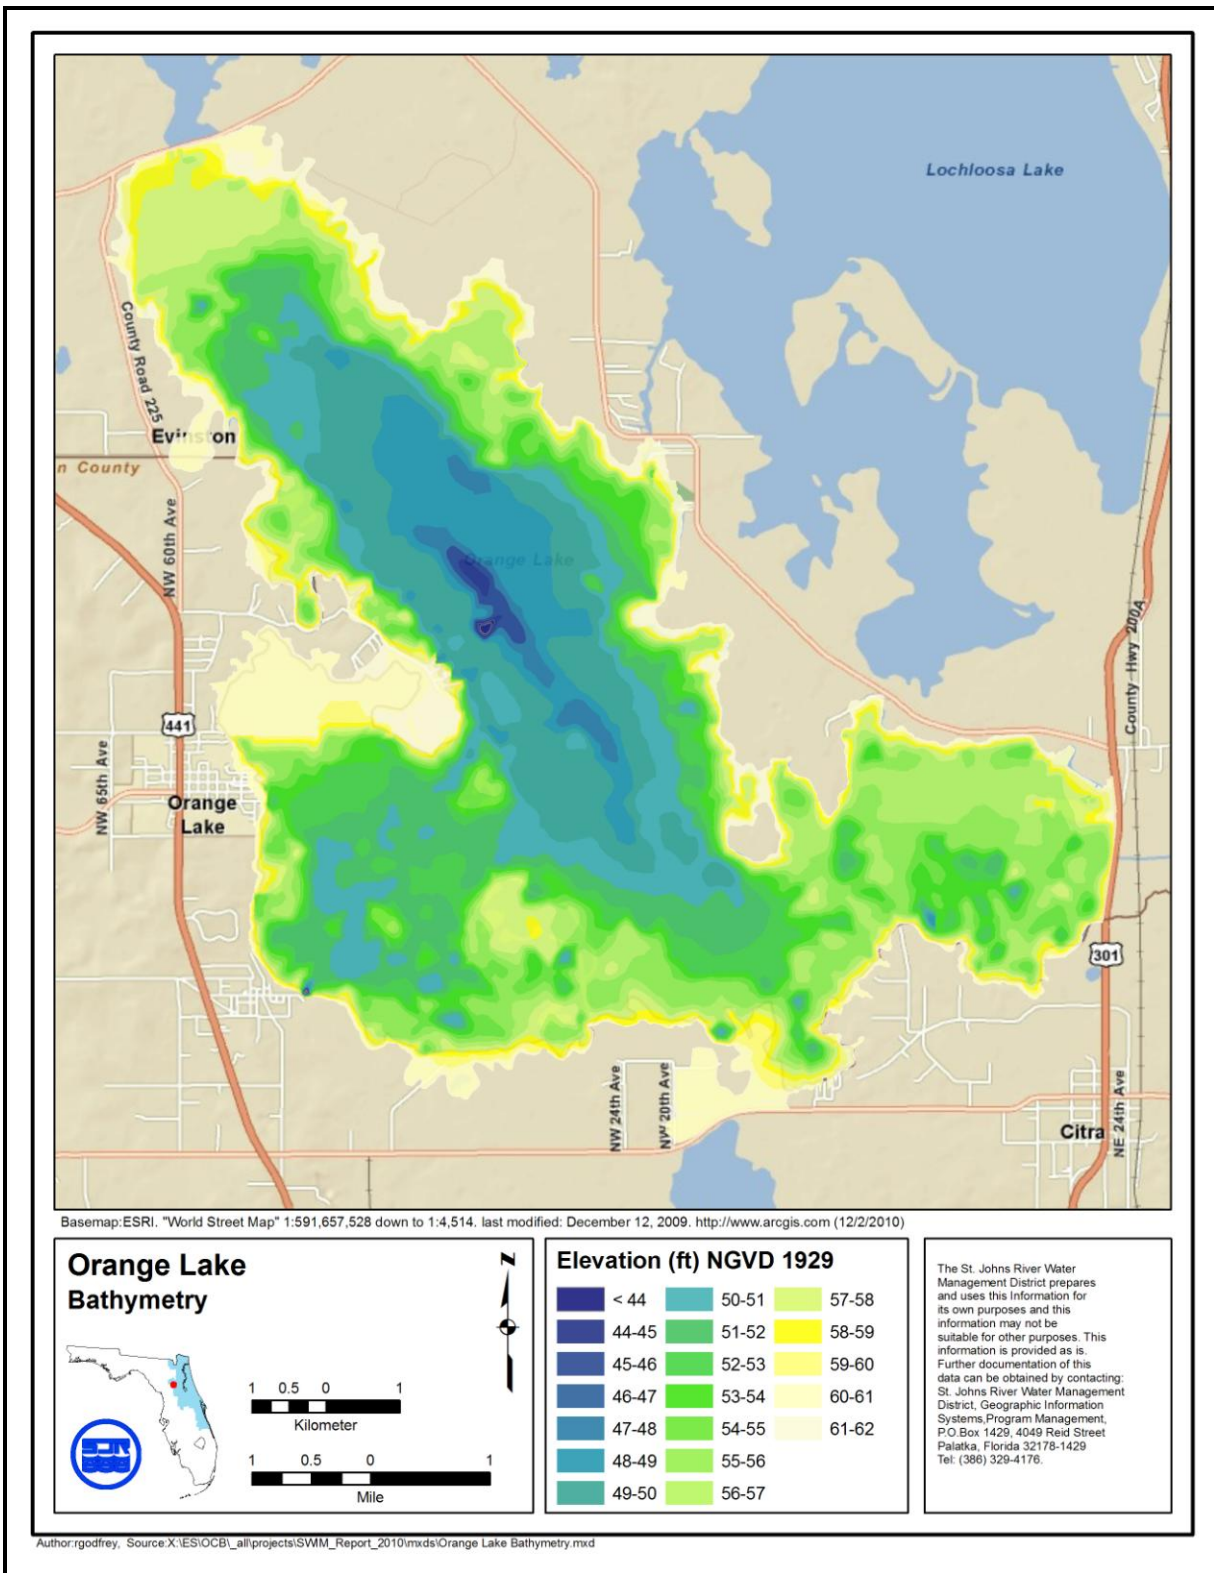 Lochloosa Lake
County Road 225
Evinston
n County
NW 60th Ave
Orange Lake
441
NW 65th Ave
Orange
Lake
County Hwy 200A
301
NW 24th Ave
NW 20th Ave
Citra
NE 24th Ave
Basemap:ESRI. "World Street Map" 1:591,657,528 down to 1:4,514. last modified: December 12, 2009. http://www.arcgis.com (12/2/2010)
Orange Lake
Bathymetry
N
1 0.5 0 1
Kilometer
1 0.5 0 1
Mile
SJR
Elevation (ft) NGVD 1929
< 44
44-45
45-46
46-47
47-48
48-49
49-50
50-51
51-52
52-53
53-54
54-55
55-56
56-57
57-58
58-59
59-60
60-61
61-62
The St. Johns River Water
Management District prepares
and uses this Information for
its own purposes and this
information may not be
suitable for other purposes. This
information is provided as is.
Further documentation of this
data can be obtained by contacting:
St. Johns River Water Management
District, Geographic Information
Systems,Program Management,
P.O.Box 1429, 4049 Reid Street
Palatka, Florida 32178-1429
Tel: (386) 329-4176.
Author:rgodfrey, Source:X:\ES\OCB\_all\projects\SWIM_Report_2010\mxds\Orange Lake Bathymetry.mxd